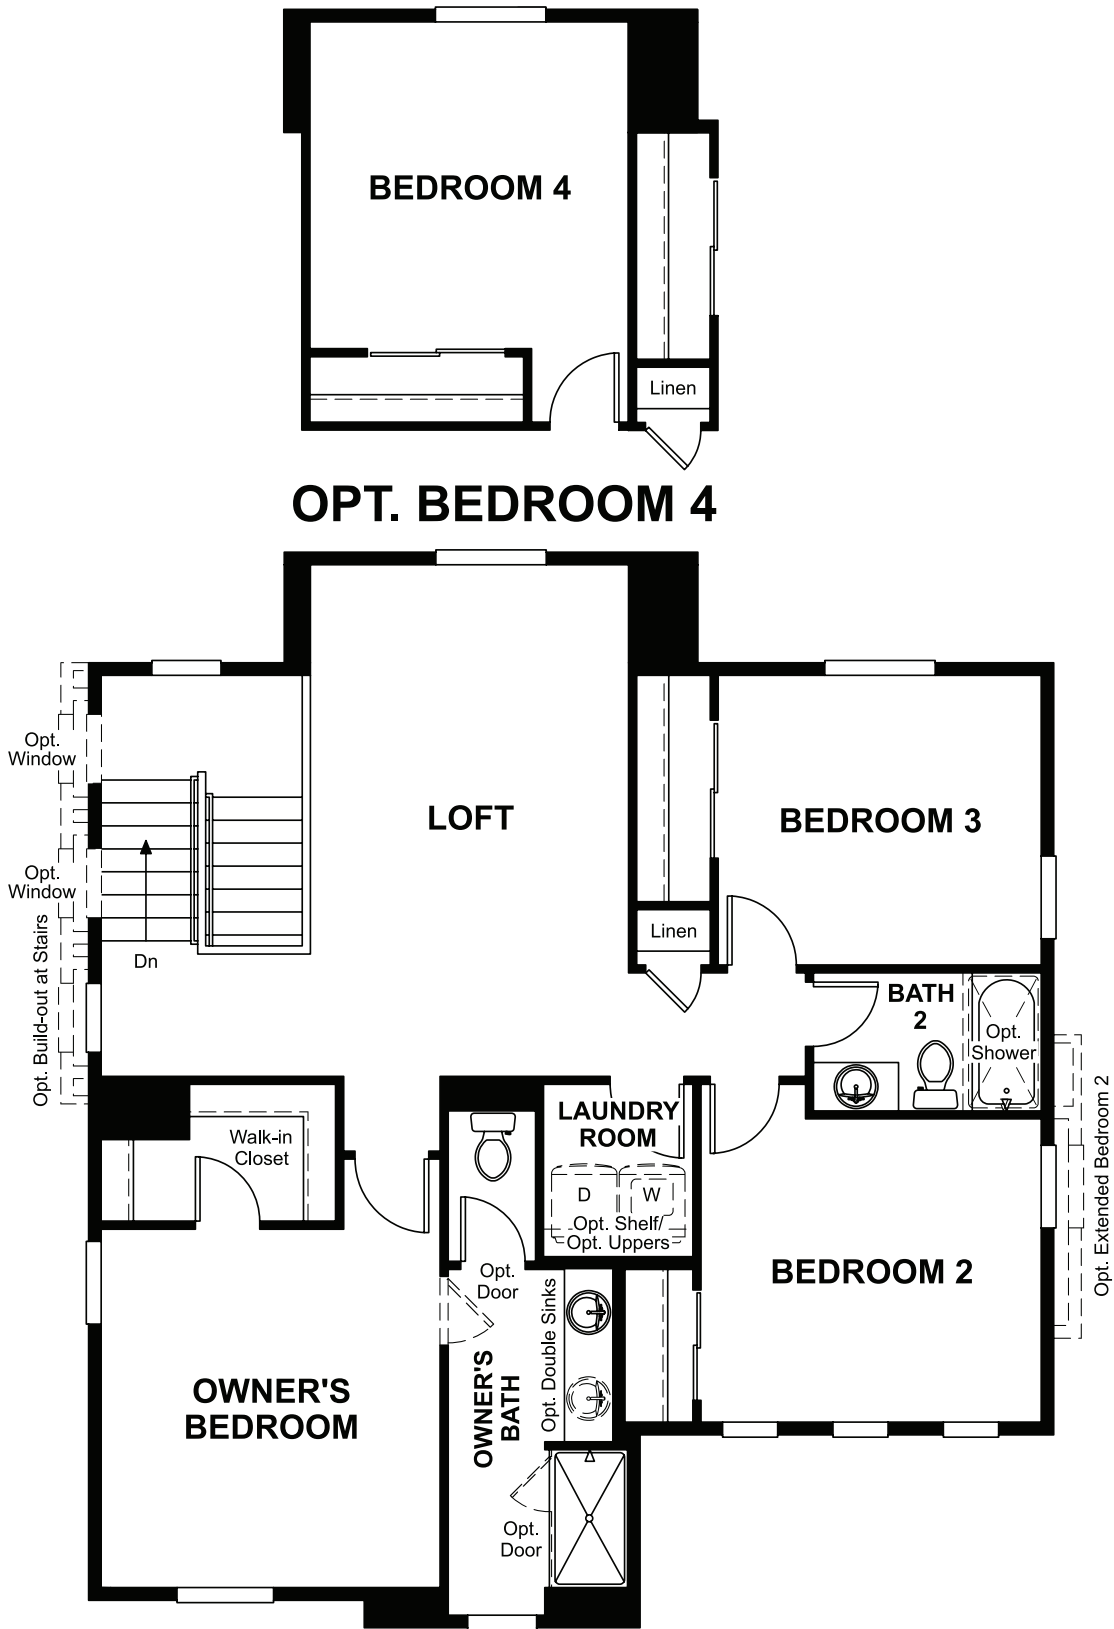 BEDROOM 4
Linen
OPT. BEDROOM 4
Opt.
Window
LOFT
BEDROOM 3
Opt.
Window
Linen
Dn
Opt. Build-out at Stairs
BATH
2
Opt.
Shower
LAUNDRY
ROOM
Walk-in
Closet
D
W
Opt. Shelf/
Opt. Uppers
Opt. Extended Bedroom 2
BEDROOM 2
Opt.
Door
Opt. Double Sinks
OWNER'S
BEDROOM
OWNER'S
BATH
Opt.
Door